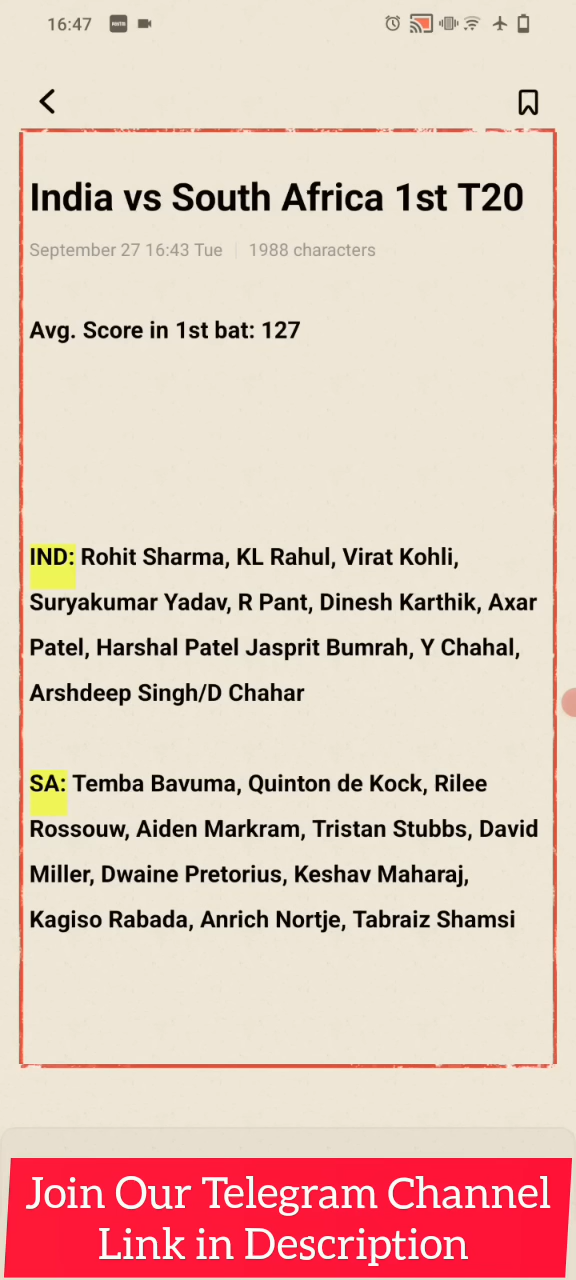 16:47
India vs South Africa 1st T20
September 27 16:43 Tue | 1988 characters
Avg. Score in 1st bat: 127
IND: Rohit Sharma, KL Rahul, Virat Kohli,
Suryakumar Yadav, R Pant, Dinesh Karthik, Axar
Patel, Harshal Patel Jasprit Bumrah, Y Chahal,
Arshdeep Singh/D Chahar
SA: Temba Bavuma, Quinton de Kock, Rilee
Rossouw, Aiden Markram, Tristan Stubbs, David
Miller, Dwaine Pretorius, Keshav Maharaj,
Kagiso Rabada, Anrich Nortje, Tabraiz Shamsi
Join Our Telegram Channel
Link in Description